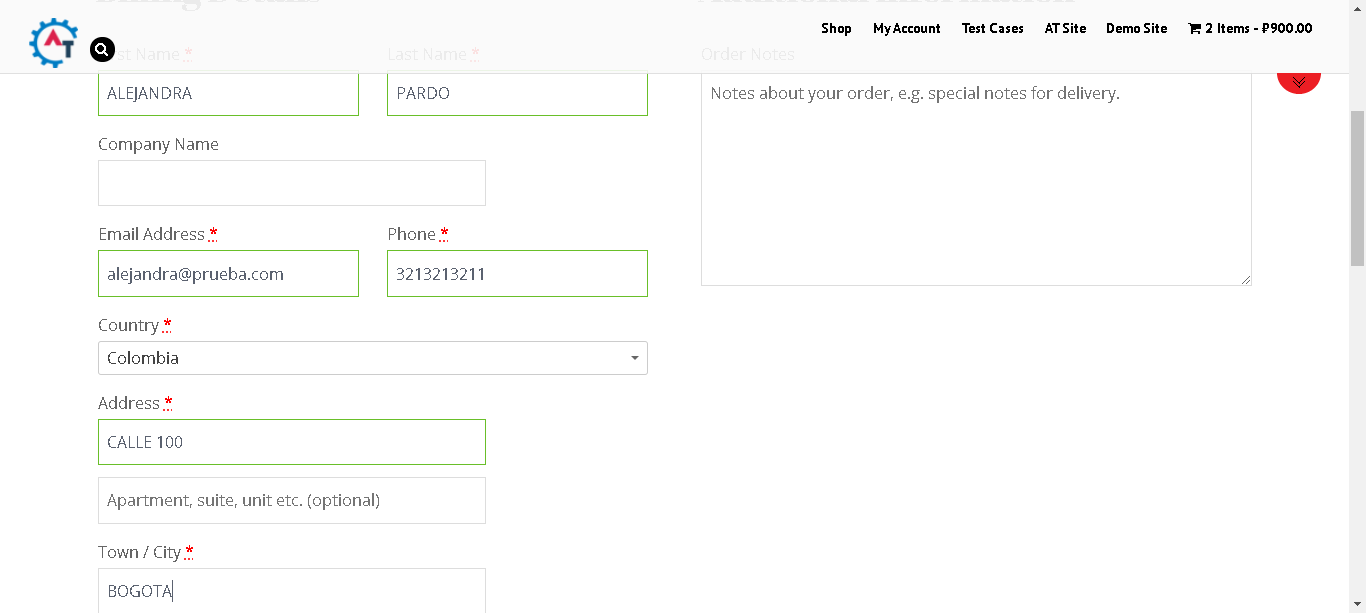 Shop My Account Test Cases AT Site Demo Site 2 Items - ₽900.00
AT
First Name * Last Name * Order Notes
ALEJANDRA PARDO Notes about your order, e.g. special notes for delivery.
Company Name
Email Address * Phone *
alejandra@prueba.com 3213213211
Country *
Colombia
Address *
CALLE 100
Apartment, suite, unit etc. (optional)
Town / City *
BOGOTA